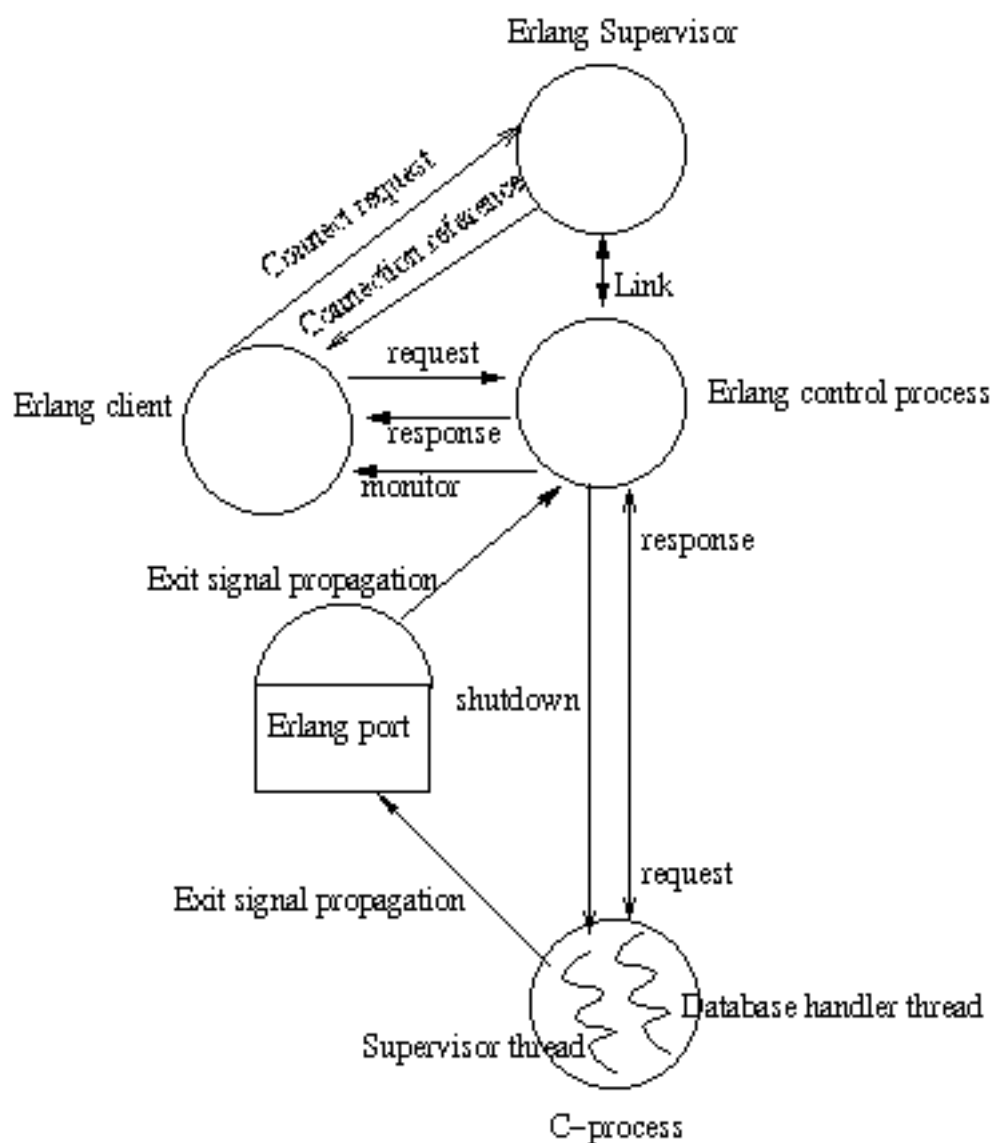 Erlang Supervisor
Connect request
Connection reference
Link
request
Erlang client
Erlang control process
response
monitor
response
Exit signal propagation
shutdown
Erlang port
request
Exit signal propagation
Database handler thread
Supervisor thread
C-process